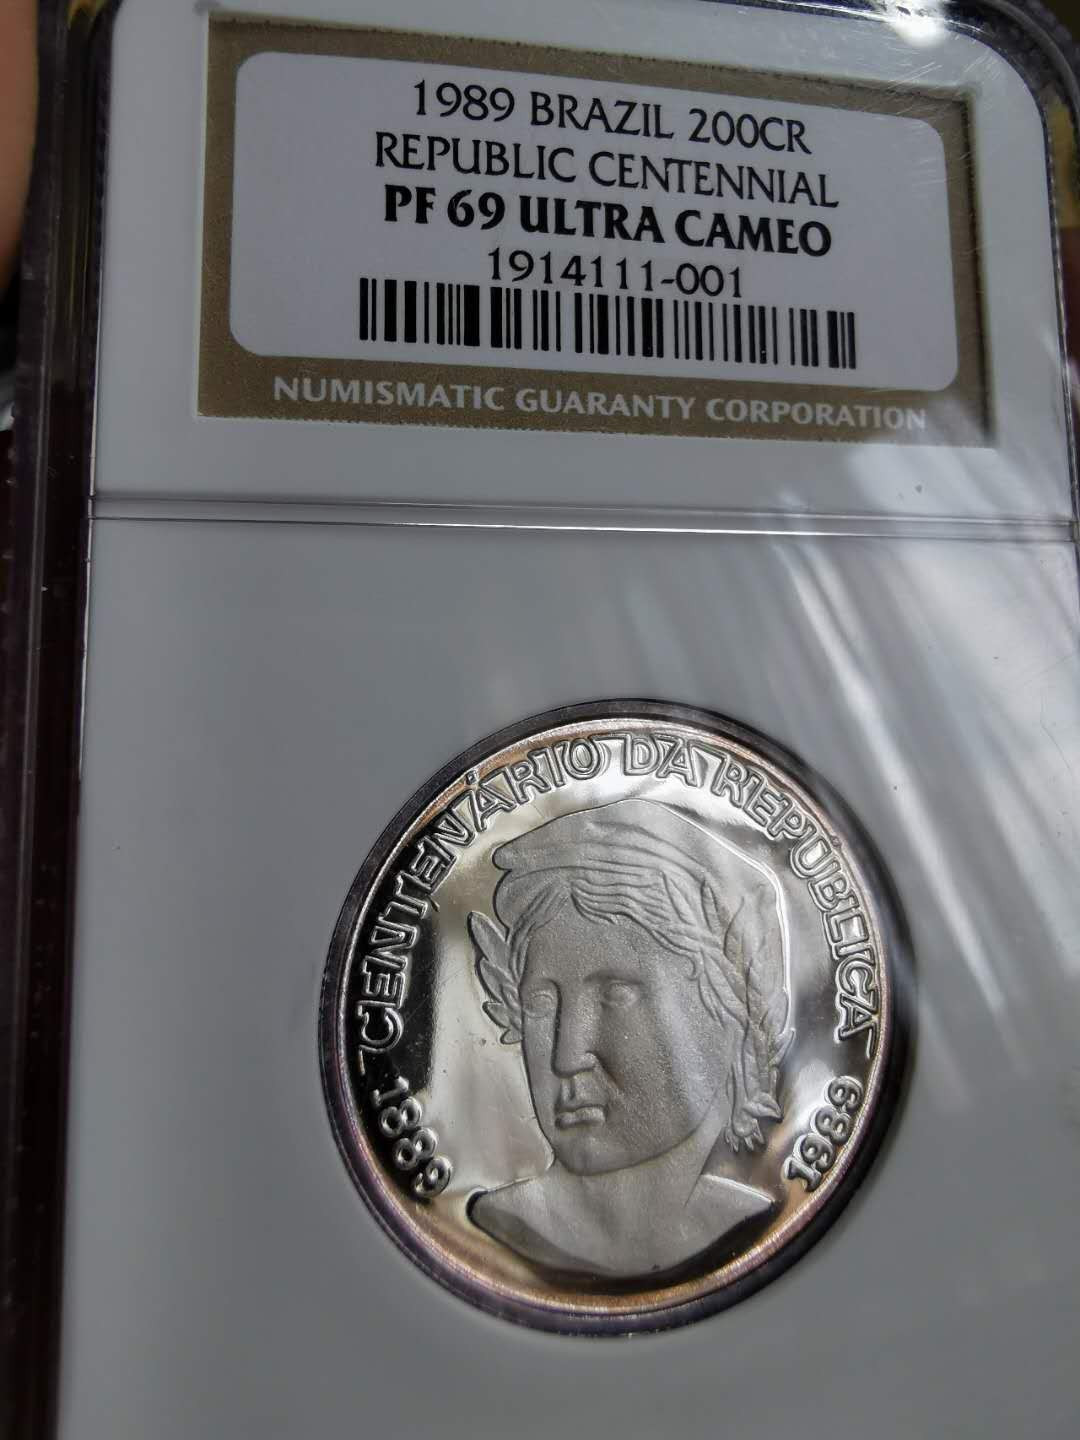 1989 BRAZIL 200CR
REPUBLIC CENTENNIAL
PF 69 ULTRA CAMEO
1914111-001
NUMISMATIC GUARANTY CORPORATION
CENTENÁRIO DA REPÚBLICA
1889
1989